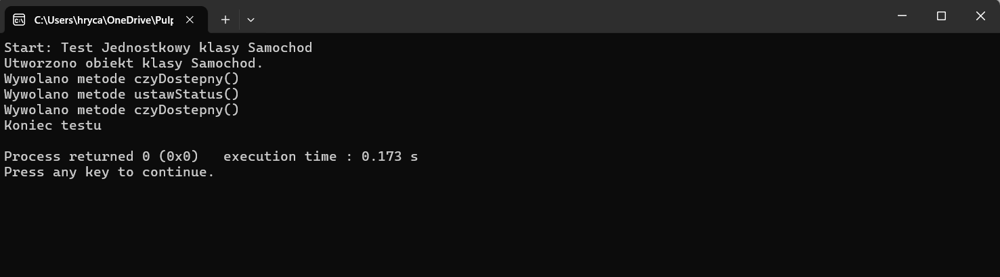 C:\Users\hryca\OneDrive\Pulp
Start: Test Jednostkowy klasy Samochod
Utworzono obiekt klasy Samochod.
Wywolano metode czyDostepny()
Wywolano metode ustawStatus()
Wywolano metode czyDostepny()
Koniec testu
Process returned 0 (0x0)   execution time : 0.173 s
Press any key to continue.